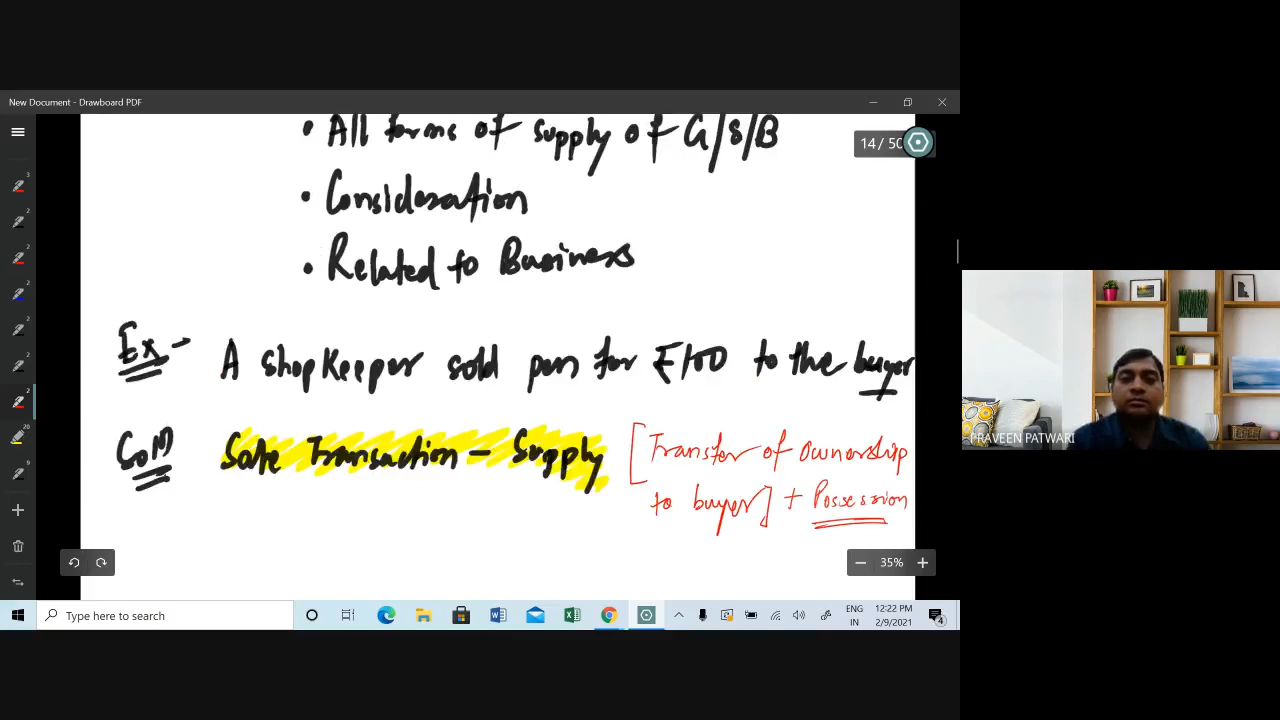 New Document - Drawboard PDF
• All forms of supply of G/S/B
14 / 50
• Consideration
• Related to Business
Ex - A shopkeeper sold pen for ₹100 to the buyer
PRAVEEN PATWARI
Com Sale Transaction - Supply [Transfer of ownership
to buyer] + Possession
35%
Type here to search
ENG
IN
12:22 PM
2/9/2021
4